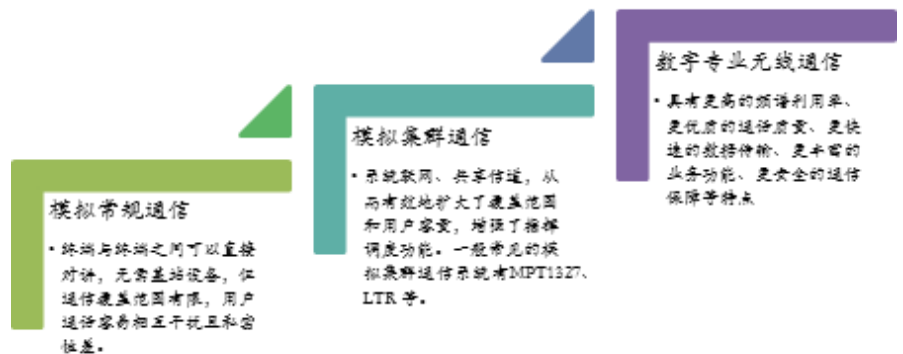 模拟常规通信
• 终端与终端之间可以直接
对讲，无需基站设备，但
通信覆盖范围有限，用户
通话容易相互干扰且私密
性差。
模拟集群通信
• 系统联网、共享信道，从
而有效地扩大了覆盖范围
和用户容量，增强了指挥
调度功能。一般常见的模
拟集群通信系统有MPT1327、
LTR 等。
数字专业无线通信
• 具有更高的频谱利用率、
更优质的通话质量、更快
速的数据传输、更丰富的
业务功能、更安全的通信
保障等特点